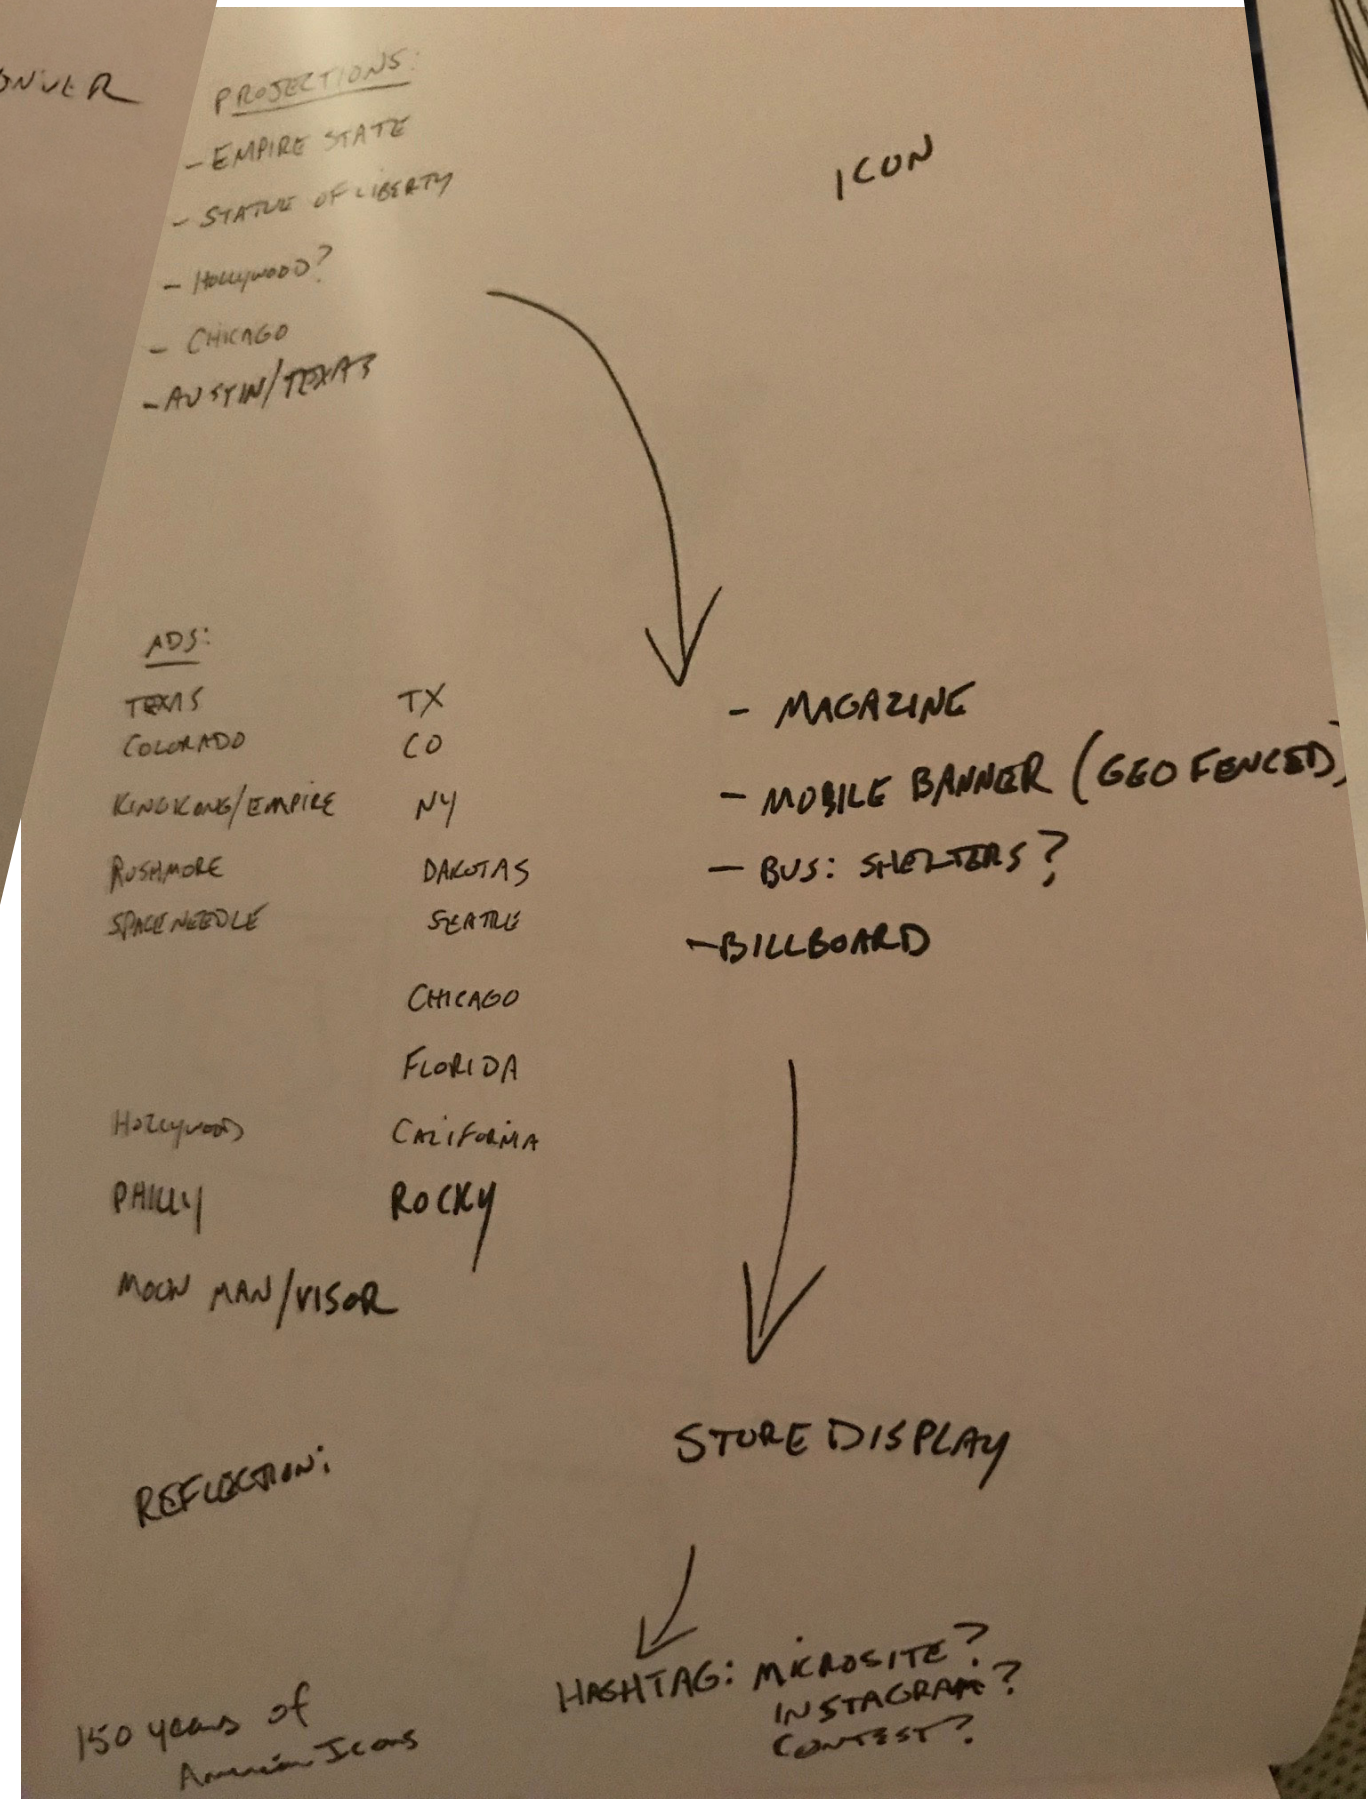 PROJECTIONS:
- EMPIRE STATE
- STATUE OF LIBERTY
- HOLLYWOOD?
- CHICAGO
- AUSTIN/TEXAS
ICON
ADS:
TEXAS TX
COLORADO CO
KINGKONG/EMPIRE NY
RUSHMORE DAKOTAS
SPACE NEEDLE SEATTLE
CHICAGO
FLORIDA
HOLLYWOOD CALIFORNIA
PHILLY ROCKY
MOON MAN/VISOR
- MAGAZINE
- MOBILE BANNER (GEO FENCED)
- BUS: SHELTERS?
- BILLBOARD
STORE DISPLAY
REFLECTION:
HASHTAG: MICROSITE?
INSTAGRAM?
CONTEST?
150 years of
American Icons